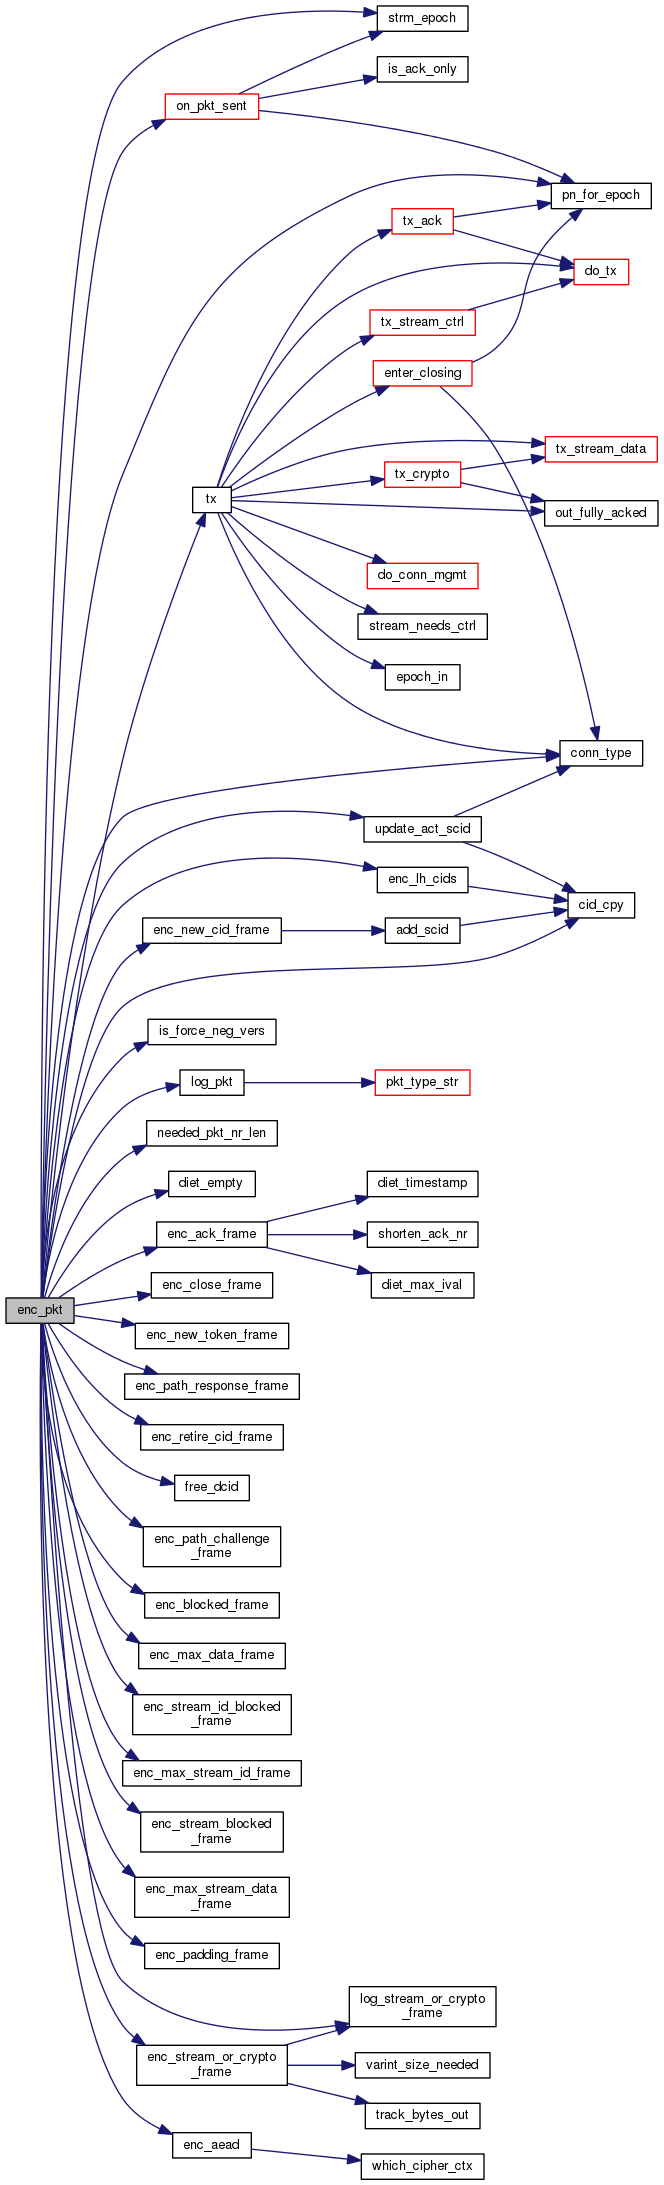 strm_epoch
is_ack_only
on_pkt_sent
pn_for_epoch
tx_ack
do_tx
tx_stream_ctrl
enter_closing
tx_stream_data
tx_crypto
tx
out_fully_acked
do_conn_mgmt
stream_needs_ctrl
epoch_in
conn_type
update_act_scid
enc_lh_cids
cid_cpy
enc_new_cid_frame
add_scid
is_force_neg_vers
log_pkt
pkt_type_str
needed_pkt_nr_len
diet_empty
diet_timestamp
enc_ack_frame
shorten_ack_nr
enc_close_frame
diet_max_ival
enc_pkt
enc_new_token_frame
enc_path_response_frame
enc_retire_cid_frame
free_dcid
enc_path_challenge
_frame
enc_blocked_frame
enc_max_data_frame
enc_stream_id_blocked
_frame
enc_max_stream_id_frame
enc_stream_blocked
_frame
enc_max_stream_data
_frame
enc_padding_frame
log_stream_or_crypto
_frame
enc_stream_or_crypto
_frame
varint_size_needed
track_bytes_out
enc_aead
which_cipher_ctx